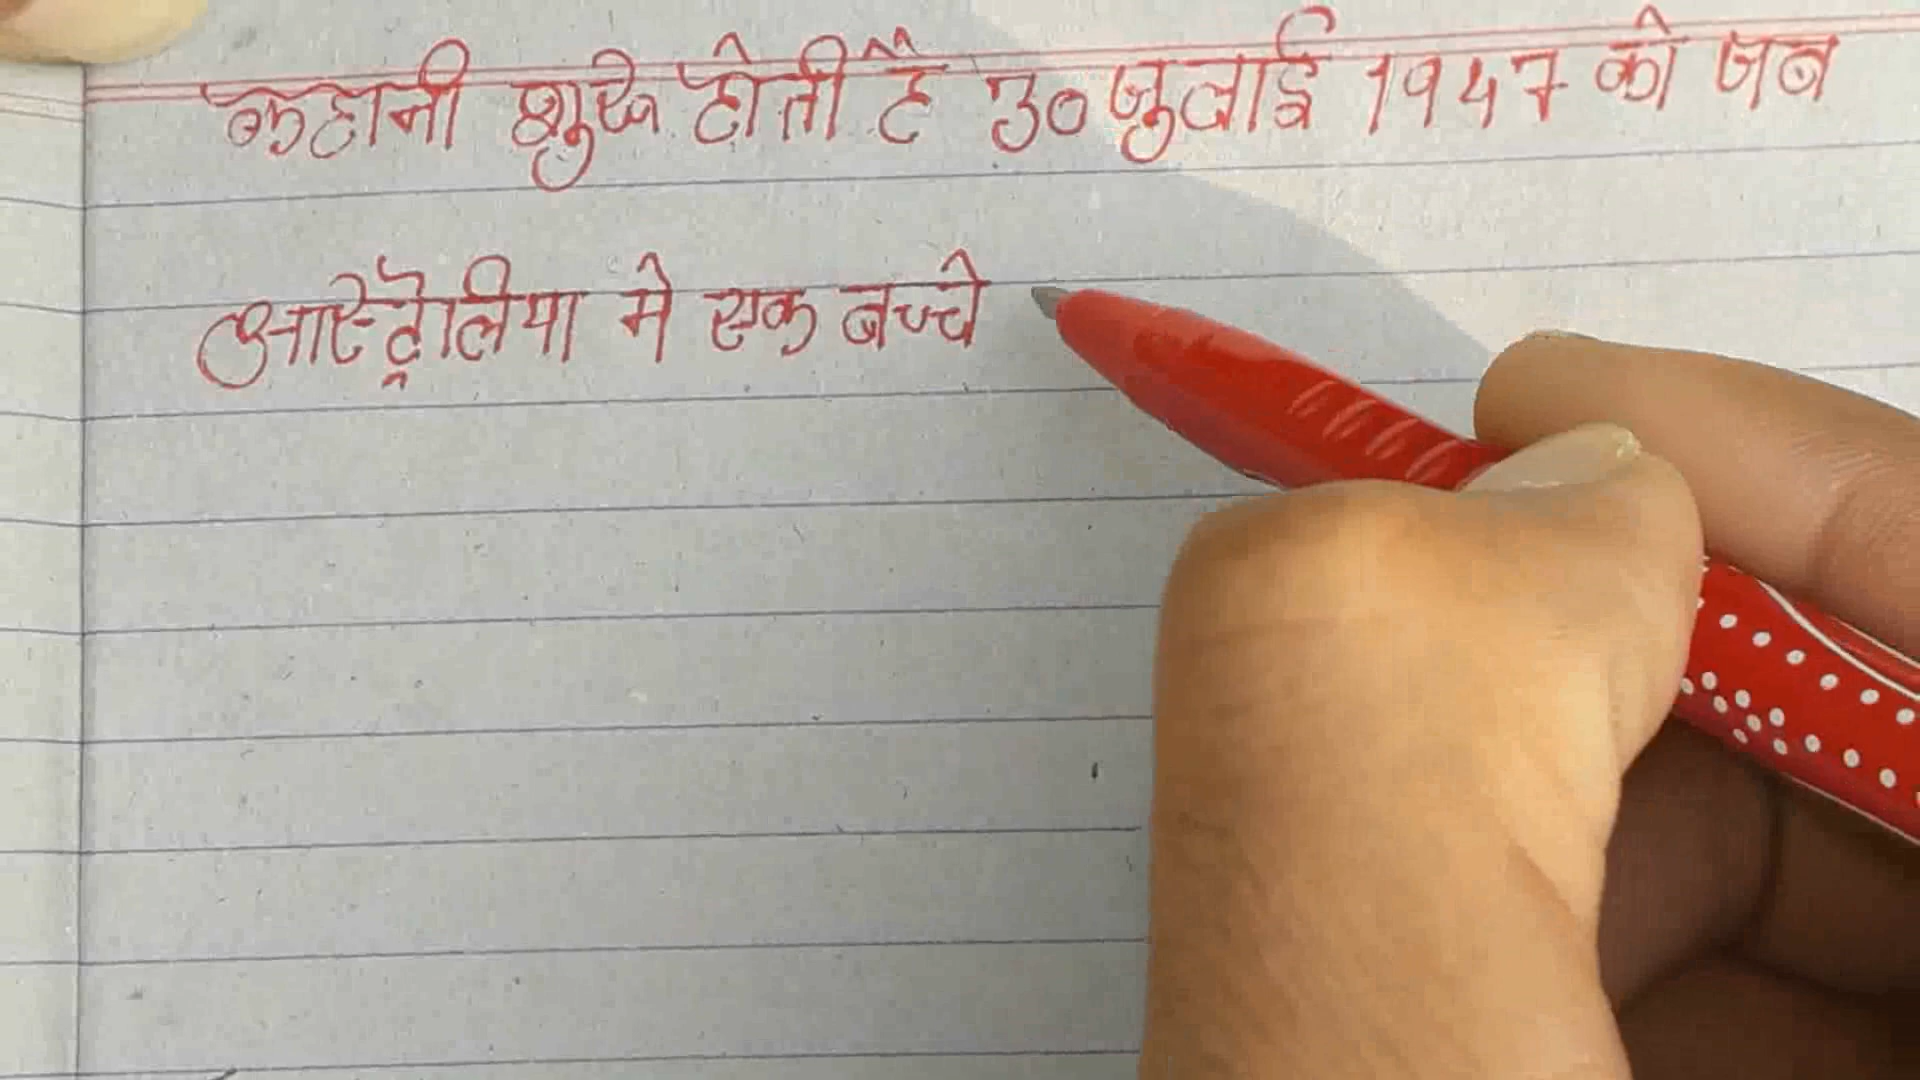 कहानी शुरू होती है 30 जुलाई 1947 को जब
आस्ट्रेलिया मे एक बच्चे